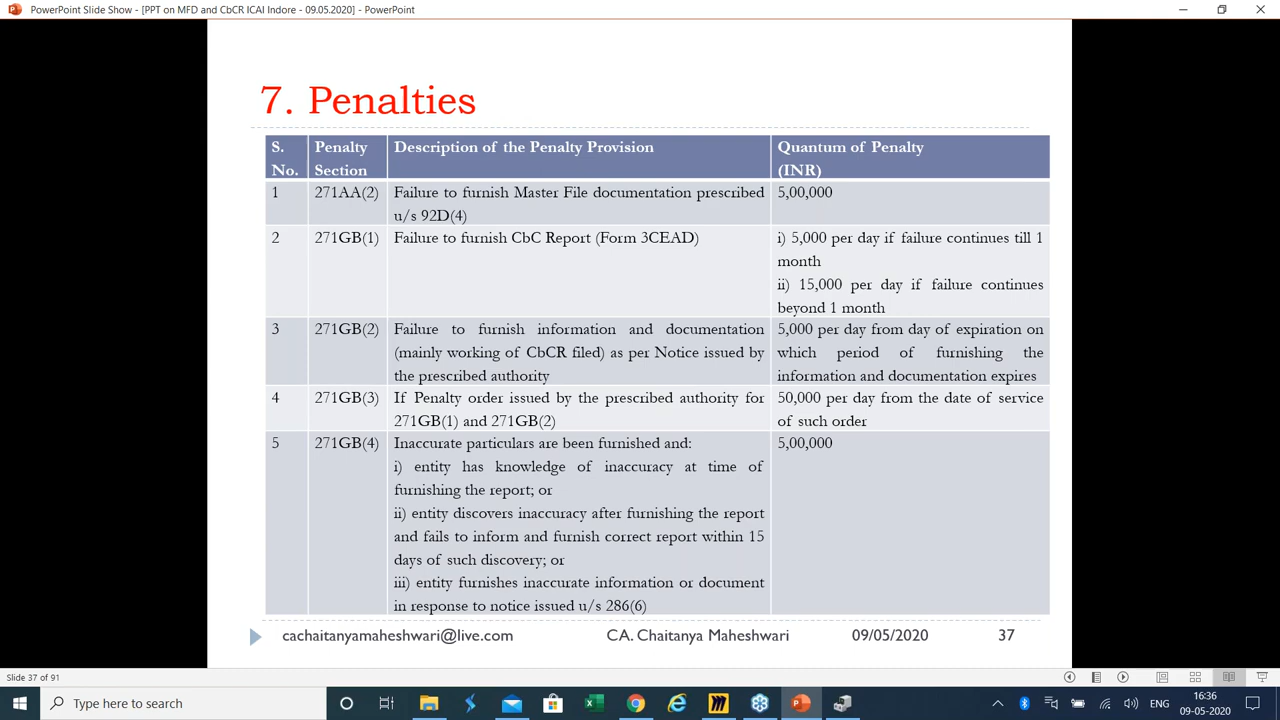 PowerPoint Slide Show - [PPT on MFD and CbCR ICAI Indore - 09.05.2020] - PowerPoint
7. Penalties
S. No.
Penalty Section
Description of the Penalty Provision
Quantum of Penalty
(INR)
1
271AA(2)
Failure to furnish Master File documentation prescribed
u/s 92D(4)
5,00,000
2
271GB(1)
Failure to furnish CbC Report (Form 3CEAD)
i) 5,000 per day if failure continues till 1
month
ii) 15,000 per day if failure continues
beyond 1 month
3
271GB(2)
Failure to furnish information and documentation
(mainly working of CbCR filed) as per Notice issued by
the prescribed authority
5,000 per day from day of expiration on
which period of furnishing the
information and documentation expires
4
271GB(3)
If Penalty order issued by the prescribed authority for
271GB(1) and 271GB(2)
50,000 per day from the date of service
of such order
5
271GB(4)
Inaccurate particulars are been furnished and:
i) entity has knowledge of inaccuracy at time of
furnishing the report; or
ii) entity discovers inaccuracy after furnishing the report
and fails to inform and furnish correct report within 15
days of such discovery; or
iii) entity furnishes inaccurate information or document
in response to notice issued u/s 286(6)
5,00,000
cachaitanyamaheshwari@live.com CA. Chaitanya Maheshwari 09/05/2020 37
Slide 37 of 91
Type here to search
ENG
16:36
09-05-2020